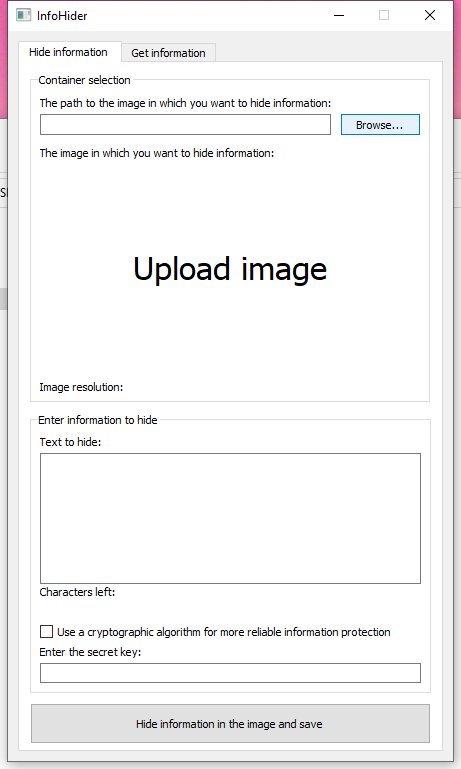 InfoHider
Hide information
Get information
Container selection
The path to the image in which you want to hide information:
Browse...
The image in which you want to hide information:
Upload image
Image resolution:
Enter information to hide
Text to hide:
Characters left:
Use a cryptographic algorithm for more reliable information protection
Enter the secret key:
Hide information in the image and save